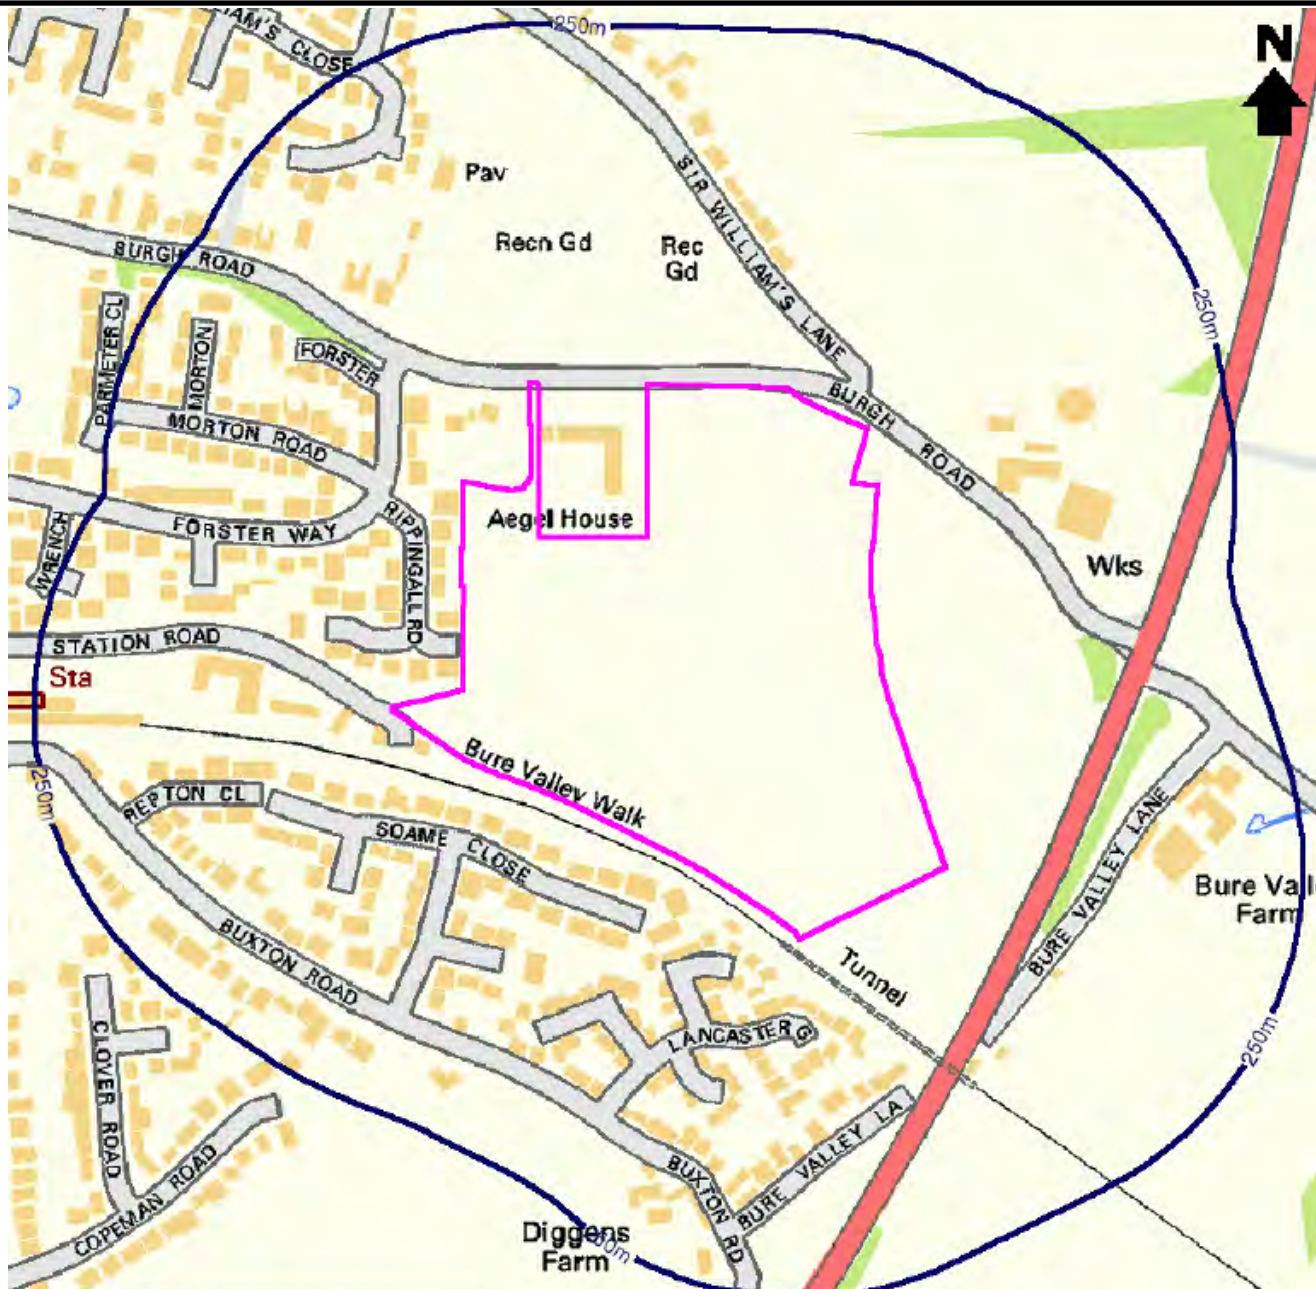 IAM'S CLOSE
250m
N
Pav
SIR WILLIAM'S LANE
Recn Gd
Rec
Gd
BURGH ROAD
250m
PARMETER CL
MORTON
FORSTER
MORTON ROAD
BURGH ROAD
RIPPINGALL RD
Aegel House
FORSTER WAY
WRENCH
Wks
STATION ROAD
Sta
Bure Valley Walk
250m
REPTON CL
SOAME CLOSE
BURE VALLEY LANE
Bure Vall
Farm
BUXTON ROAD
Tunnel
LANCASTER G
250m
CLOVER ROAD
BURE VALLEY LA
COPEMAN ROAD
BUXTON RD
Diggens
Farm
250m